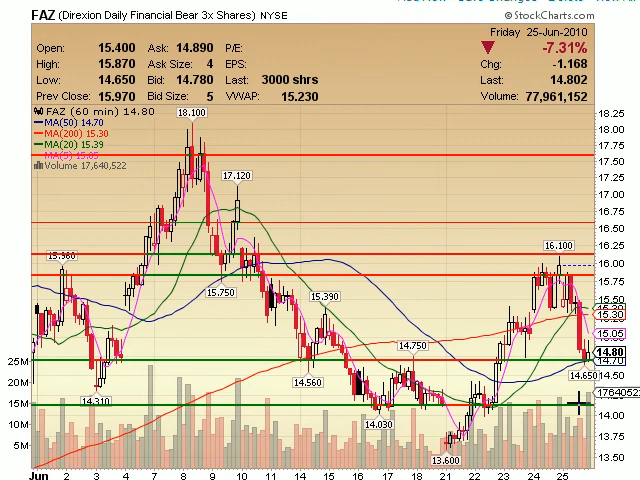 FAZ (Direxion Daily Financial Bear 3x Shares) NYSE
© StockCharts.com
Friday 25-Jun-2010
Open: 15.400 Ask: 14.890 P/E: -7.31%
High: 15.870 Ask Size: 4 EPS: Chg: -1.168
Low: 14.650 Bid: 14.780 Last: 3000 shrs Last: 14.802
Prev Close: 15.970 Bid Size: 5 VWAP: 15.230 Volume: 77,961,152
FAZ (60 min) 14.80
MA(50) 14.70
MA(200) 15.30
MA(20) 15.39
MA(5) 15.05
Volume 17,640,522
18.100
17.120
16.100
15.960
15.750
15.390
14.750
14.560
14.310
14.030
13.600
14.650
18.25
18.00
17.75
17.50
17.25
17.00
16.75
16.50
16.25
16.00
15.75
15.50
15.30
15.05
14.80
14.70
14.50
17640522
14.00
13.75
13.50
25M
20M
15M
10M
5M
Jun 2 3 4 7 8 9 10 11 14 15 16 17 18 21 22 23 24 25